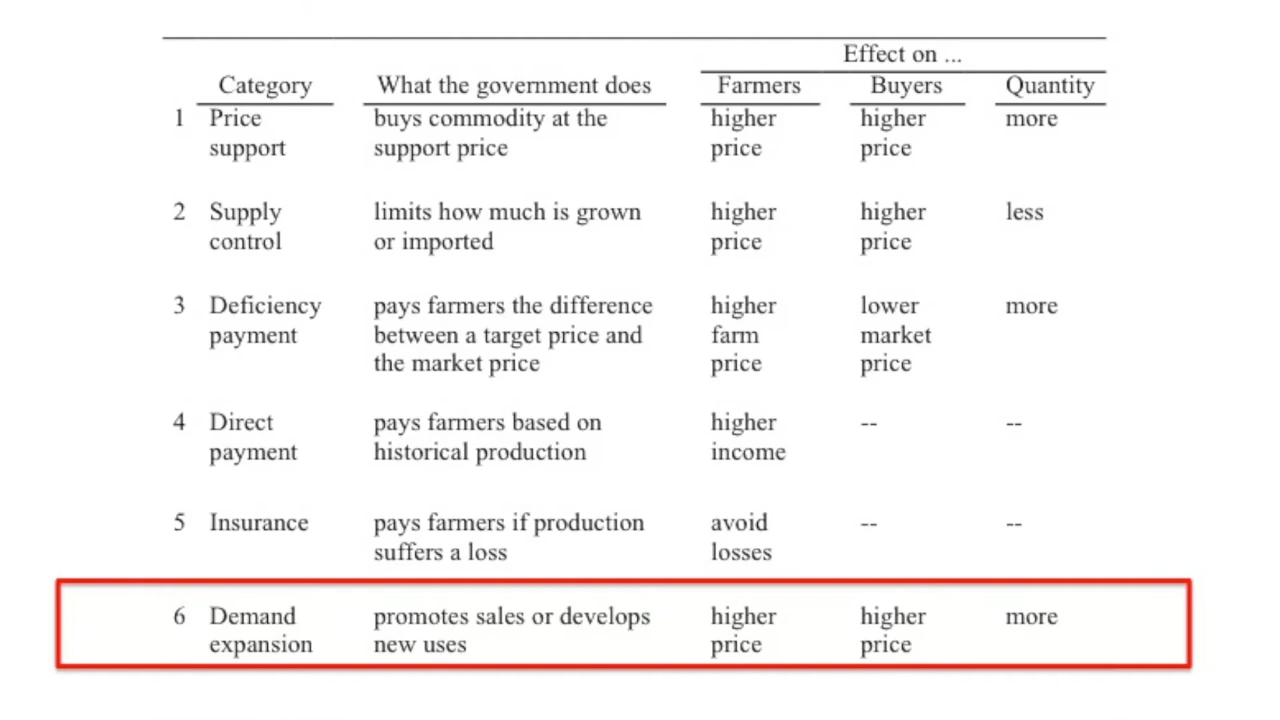 Effect on ...
Category What the government does Farmers Buyers Quantity
1 Price buys commodity at the higher higher more
support support price price price
2 Supply limits how much is grown higher higher less
control or imported price price
3 Deficiency pays farmers the difference higher lower more
payment between a target price and farm market
the market price price price
4 Direct pays farmers based on higher -- --
payment historical production income
5 Insurance pays farmers if production avoid -- --
suffers a loss losses
6 Demand promotes sales or develops higher higher more
expansion new uses price price